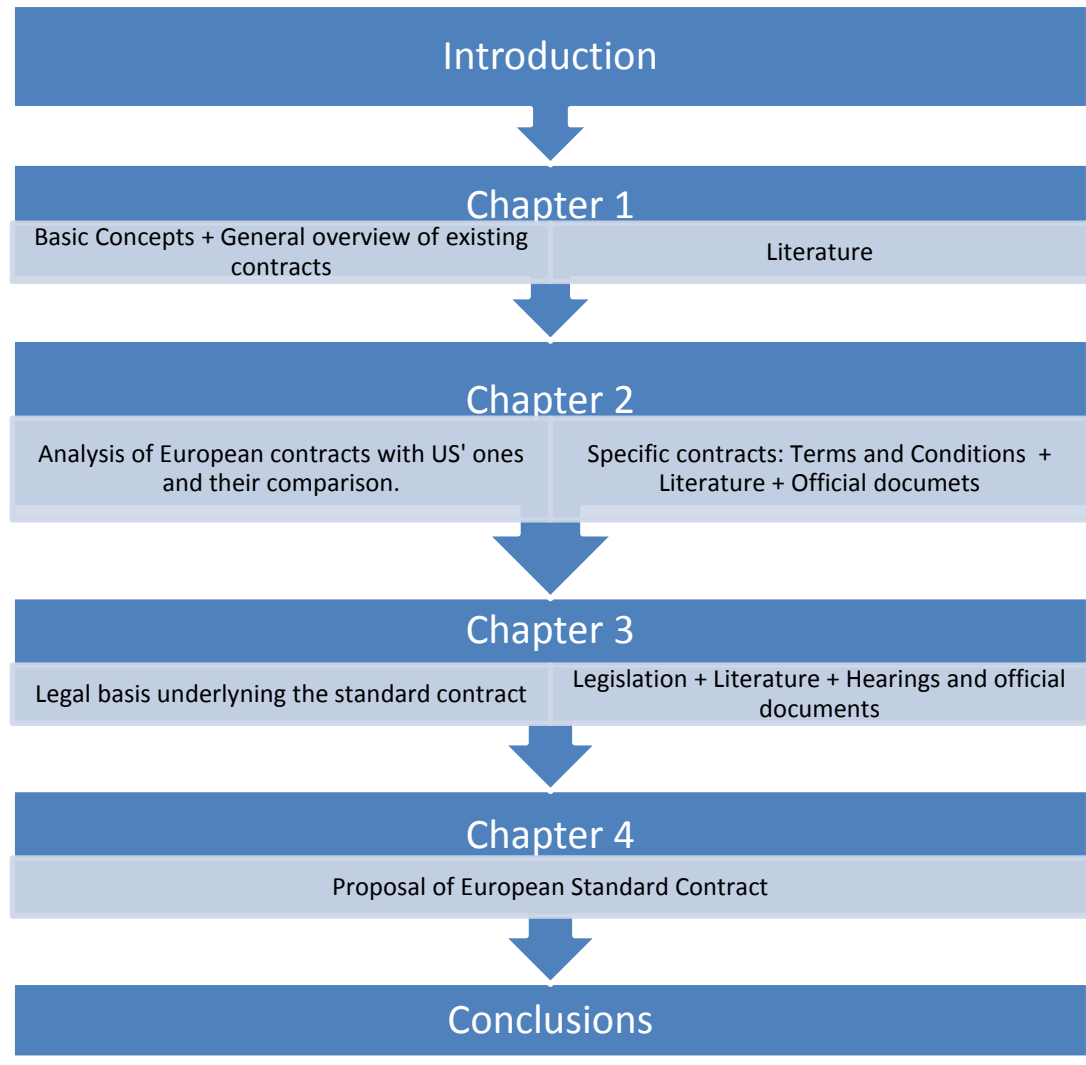 Introduction
Chapter 1
Basic Concepts + General overview of existing
contracts
Literature
Chapter 2
Analysis of European contracts with US' ones
and their comparison.
Specific contracts: Terms and Conditions +
Literature + Official documets
Chapter 3
Legal basis underlyning the standard contract
Legislation + Literature + Hearings and official
documents
Chapter 4
Proposal of European Standard Contract
Conclusions